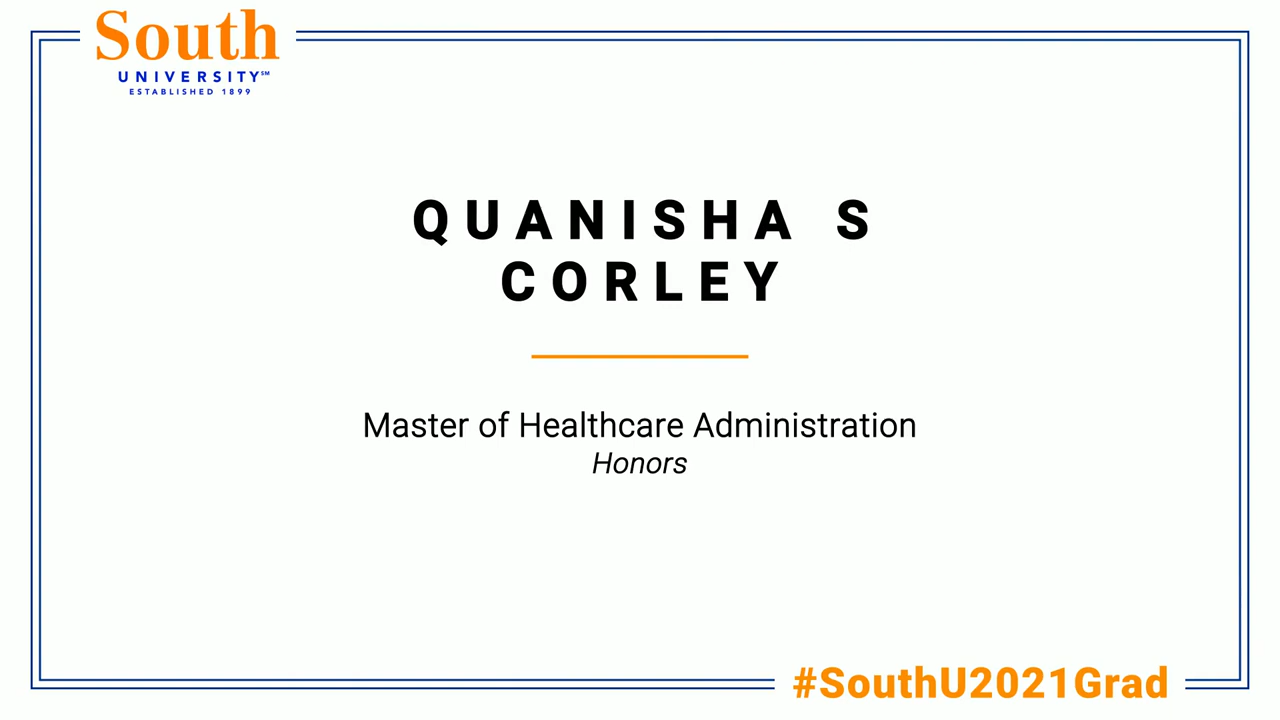 South
UNIVERSITY℠
ESTABLISHED 1899
QUANISHA S
CORLEY
Master of Healthcare Administration
Honors
#SouthU2021Grad